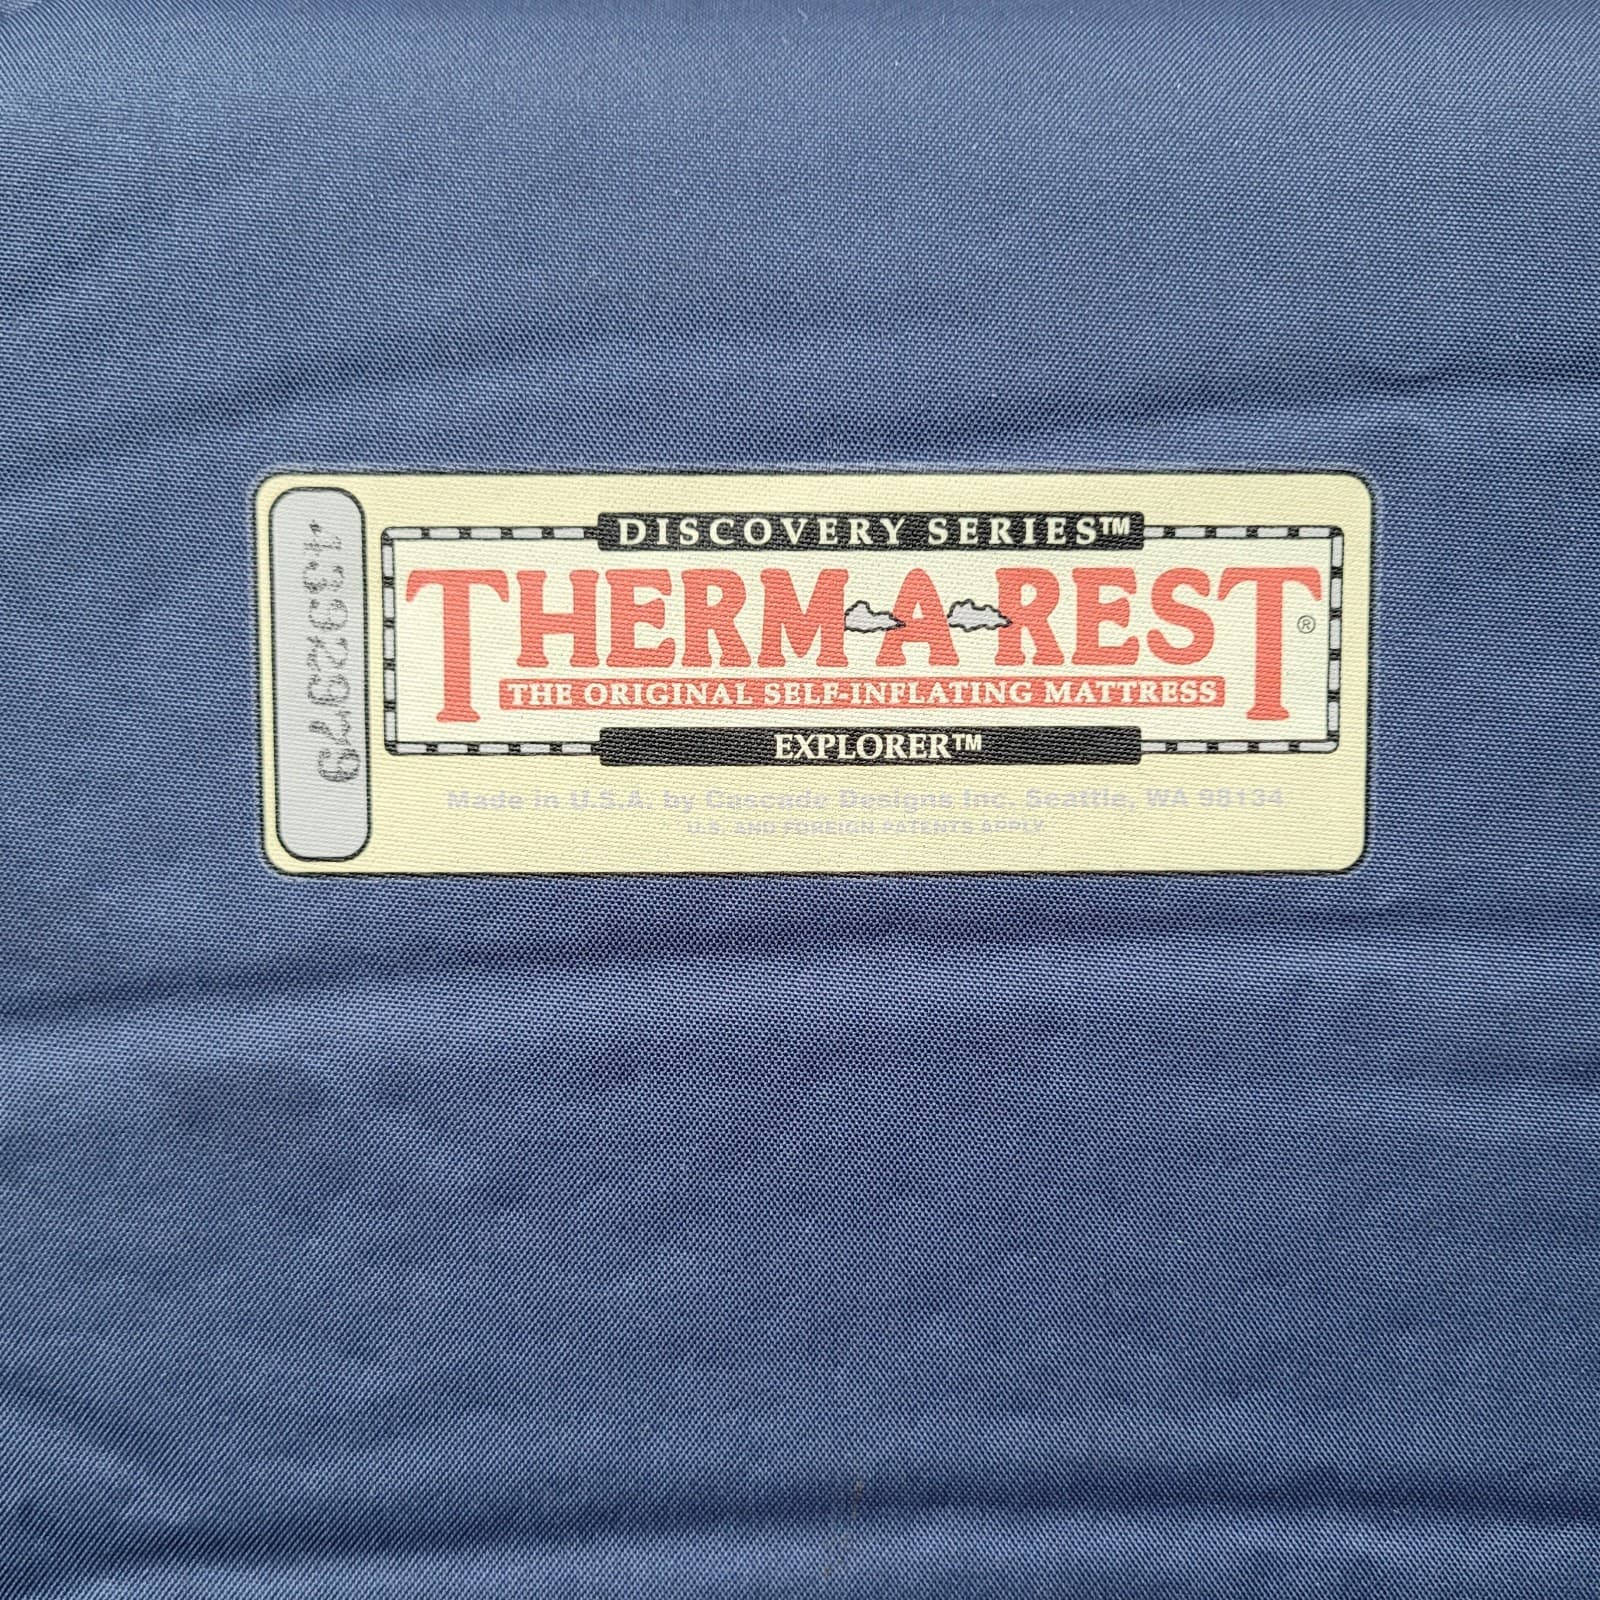 DISCOVERY SERIES™
THERM-A-REST®
THE ORIGINAL SELF-INFLATING MATTRESS
EXPLORER™
Made in U.S.A. by Cascade Designs Inc. Seattle, WA 98134
U.S. AND FOREIGN PATENTS APPLY